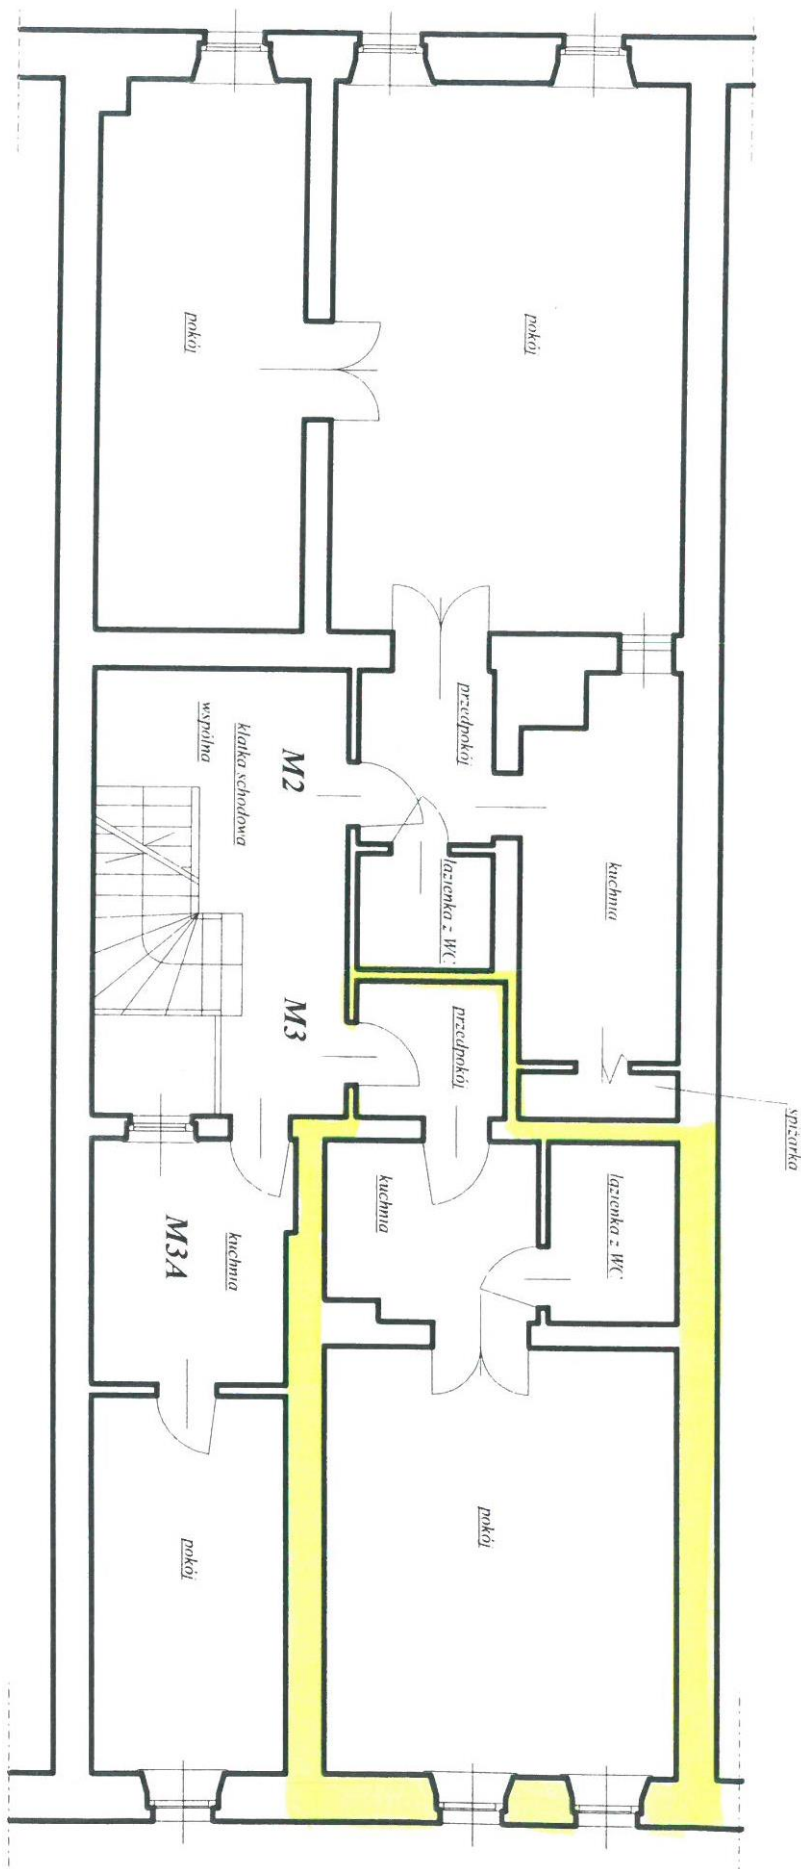 pokój
pokój
przedpokój
klatka schodowa
wspólna
M2
kuchnia
łazienka z WC
M3
przedpokój
spiżarka
kuchnia
łazienka z WC
kuchnia
M3A
pokój
pokój